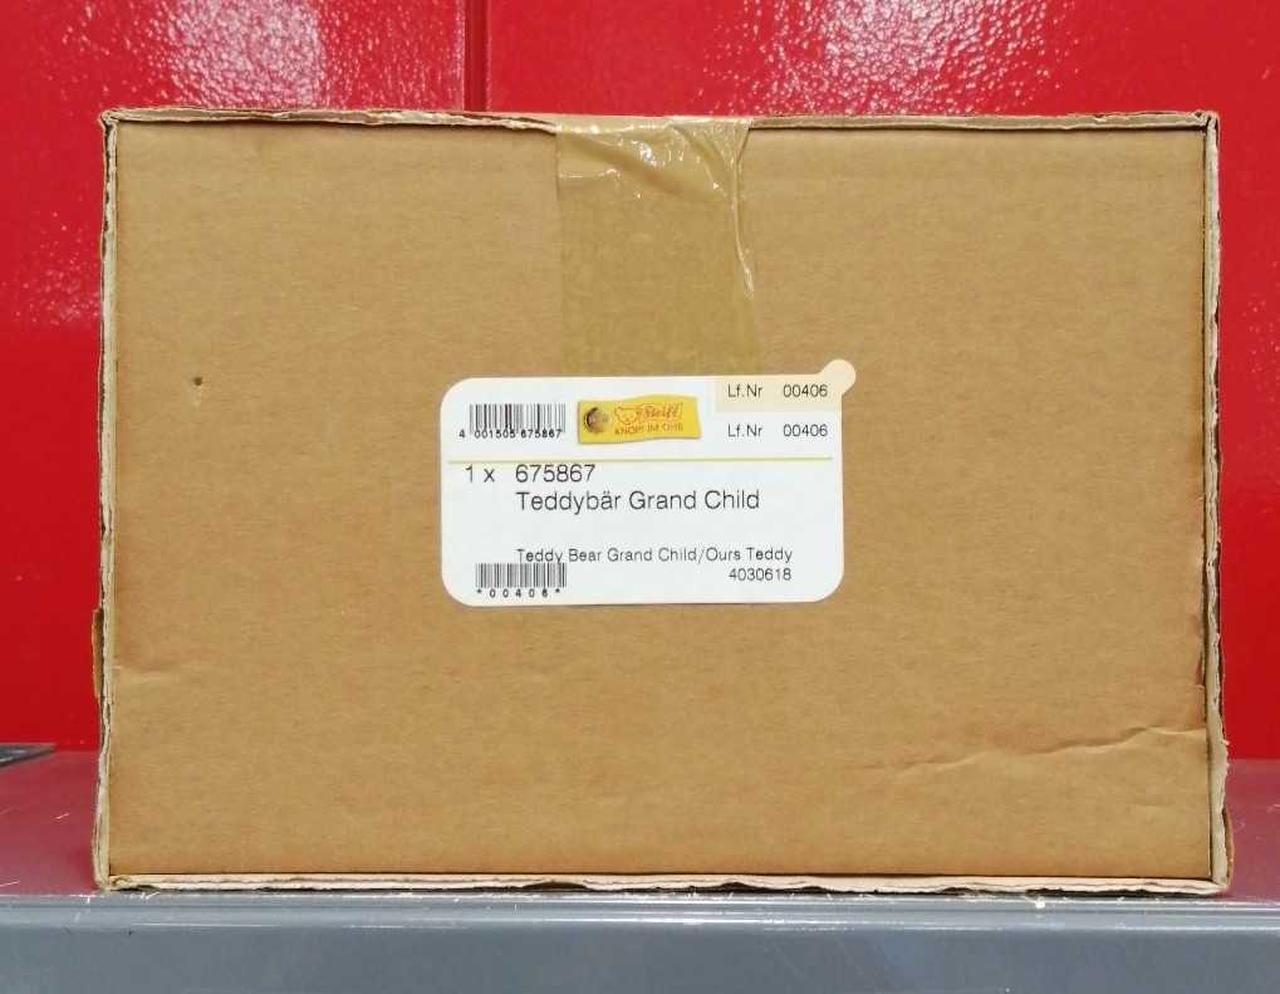 Lf.Nr 00406
4 001505 675867
Steiff
KNOPF IM OHR
Lf.Nr 00406
1 x 675867
Teddybär Grand Child
Teddy Bear Grand Child/Ours Teddy
4030618
*00406*